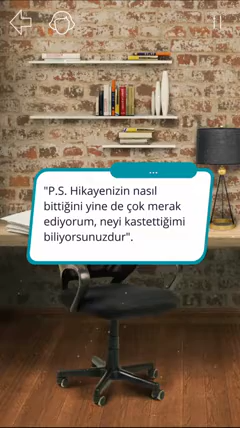 ...
"P.S. Hikayenizin nasıl
bittiğini yine de çok merak
ediyorum, neyi kastettiğimi
biliyorsunuzdur".